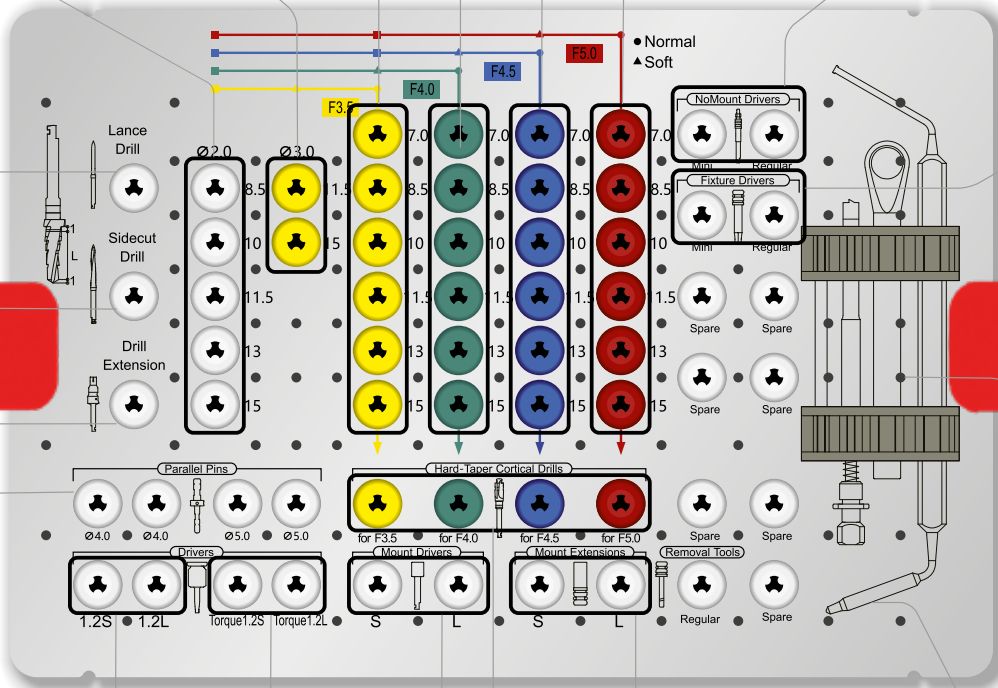 Normal
Soft
F5.0
F4.5
F4.0
F3.5
NoMount Drivers
Mini Regular
Fixture Drivers
Mini Regular
Lance
Drill
Sidecut
Drill
Drill
Extension
L
1
1
Ø2.0 Ø3.0
7.0 7.0 7.0 7.0
8.5 11.5 8.5 8.5 8.5 8.5
10 15 10 10 10 10
11.5 11.5 11.5 11.5 11.5
13 13 13 13 13
15 15 15 15 15
Spare Spare
Spare Spare
Parallel Pins
Ø4.0 Ø4.0 Ø5.0 Ø5.0
Hard-Taper Cortical Drills
for F3.5 for F4.0 for F4.5 for F5.0
Spare Spare
Drivers
1.2S 1.2L Torque1.2S Torque1.2L
Mount Drivers
S L
Mount Extensions
S L
Removal Tools
Regular Spare